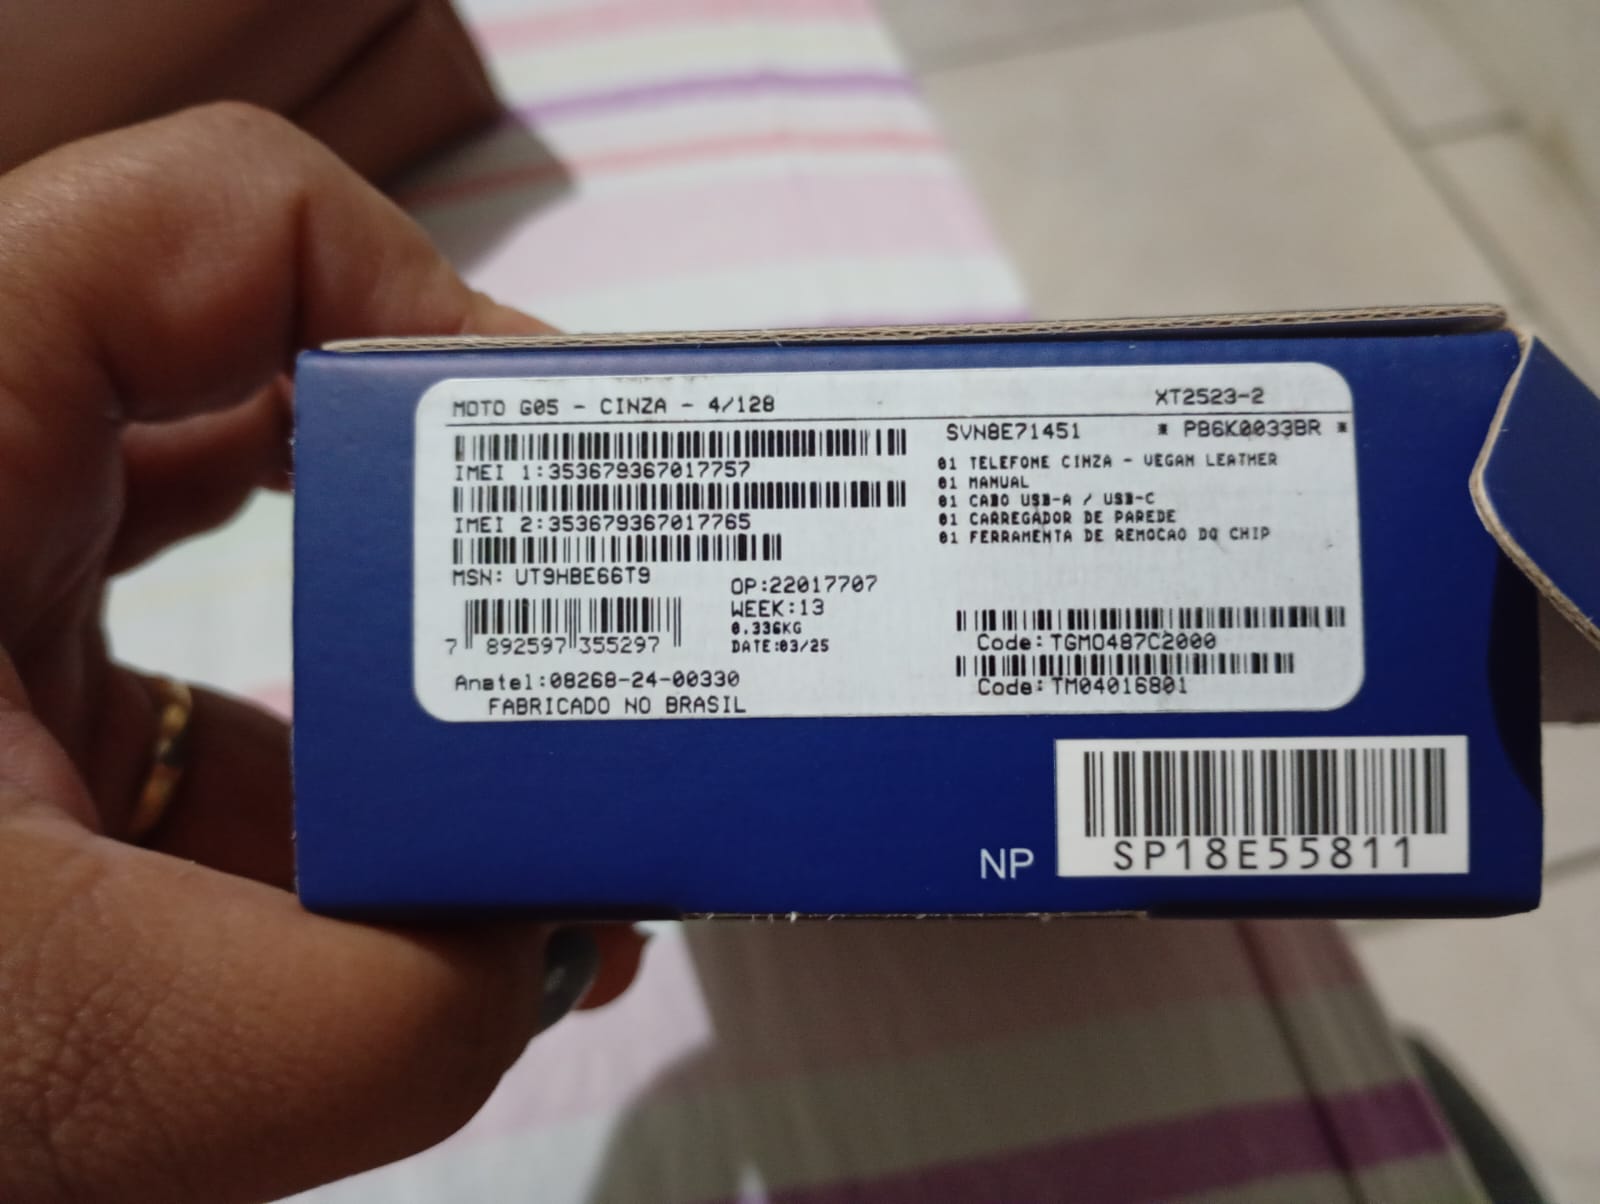 MOTO G05 - CINZA - 4/128
XT2523-2
IMEI 1:353679367017757
IMEI 2:353679367017765
MSN: UT9HBE66T9
7 892597 355297
OP:22017707
WEEK:13
0.336KG
DATE:03/25
Anatel:08268-24-00330
FABRICADO NO BRASIL
SVN8E71451 * PB6K0033BR *
01 TELEFONE CINZA - VEGAN LEATHER
01 MANUAL
01 CABO USB-A / USB-C
01 CARREGADOR DE PAREDE
01 FERRAMENTA DE REMOCAO DO CHIP
Code: TGMO487C2000
Code: TM04016801
NP
SP18E55811